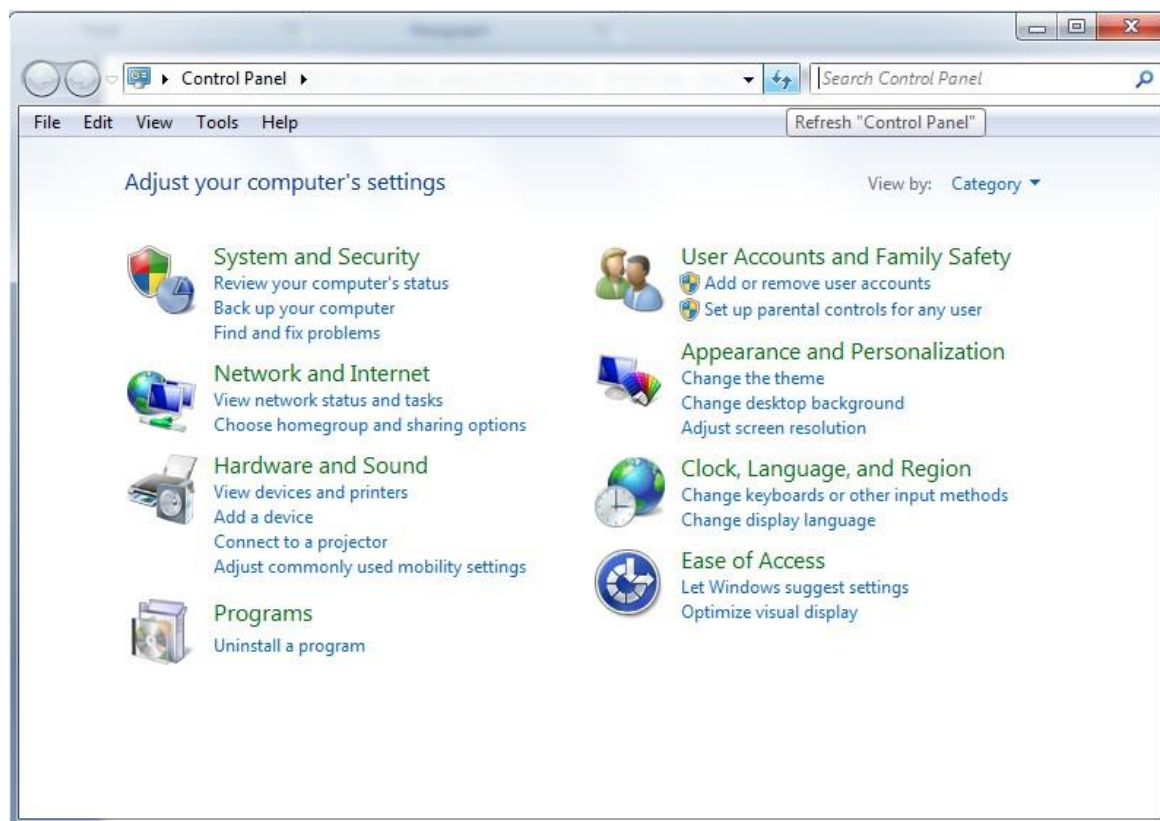 Control Panel
Search Control Panel
File Edit View Tools Help
Refresh "Control Panel"
Adjust your computer's settings
View by: Category
System and Security
Review your computer's status
Back up your computer
Find and fix problems
Network and Internet
View network status and tasks
Choose homegroup and sharing options
Hardware and Sound
View devices and printers
Add a device
Connect to a projector
Adjust commonly used mobility settings
Programs
Uninstall a program
User Accounts and Family Safety
Add or remove user accounts
Set up parental controls for any user
Appearance and Personalization
Change the theme
Change desktop background
Adjust screen resolution
Clock, Language, and Region
Change keyboards or other input methods
Change display language
Ease of Access
Let Windows suggest settings
Optimize visual display